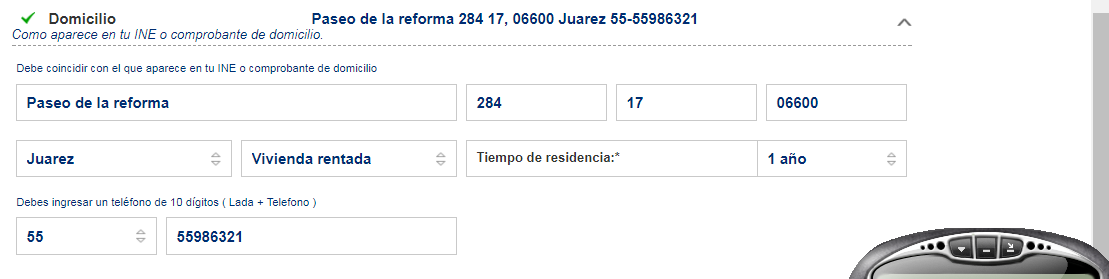 Domicilio Paseo de la reforma 284 17, 06600 Juarez 55-55986321
Como aparece en tu INE o comprobante de domicilio.
Debe coincidir con el que aparece en tu INE o comprobante de domicilio
Paseo de la reforma 284 17 06600
Juarez Vivienda rentada Tiempo de residencia:* 1 año
Debes ingresar un teléfono de 10 dígitos ( Lada + Telefono )
55 55986321